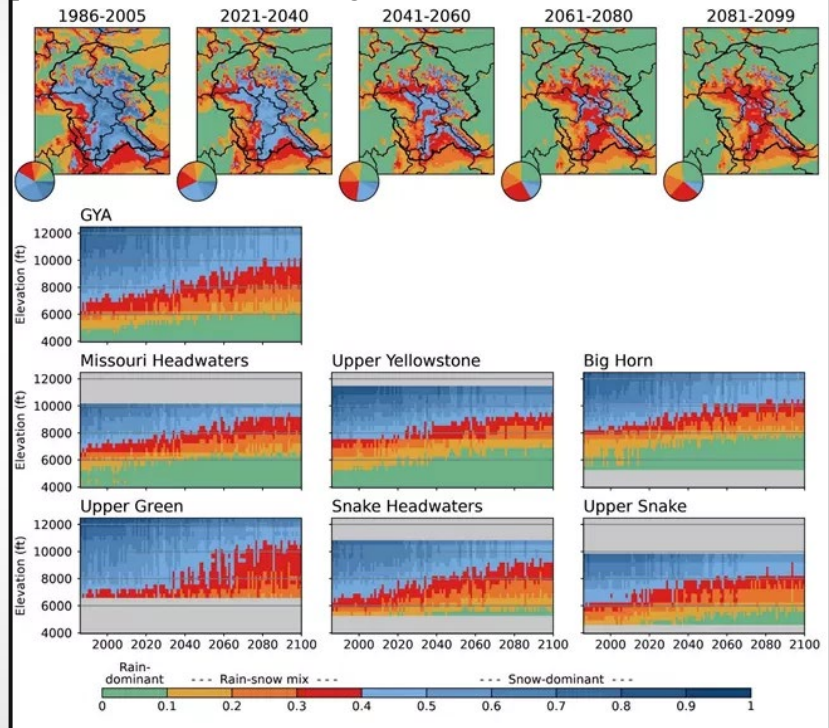 1986-2005 2021-2040 2041-2060 2061-2080 2081-2099
GYA
Elevation (ft)
12000
10000
8000
6000
4000
Missouri Headwaters Upper Yellowstone Big Horn
Elevation (ft)
12000
10000
8000
6000
4000
Upper Green Snake Headwaters Upper Snake
Elevation (ft)
12000
10000
8000
6000
4000
2000 2020 2040 2060 2080 2100 2000 2020 2040 2060 2080 2100 2000 2020 2040 2060 2080 2100
Rain-
dominant --- Rain-snow mix --- --- Snow-dominant ---
0 0.1 0.2 0.3 0.4 0.5 0.6 0.7 0.8 0.9 1